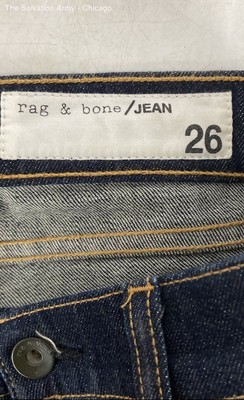 The Salvation Army - Chicago
rag & bone/JEAN
26